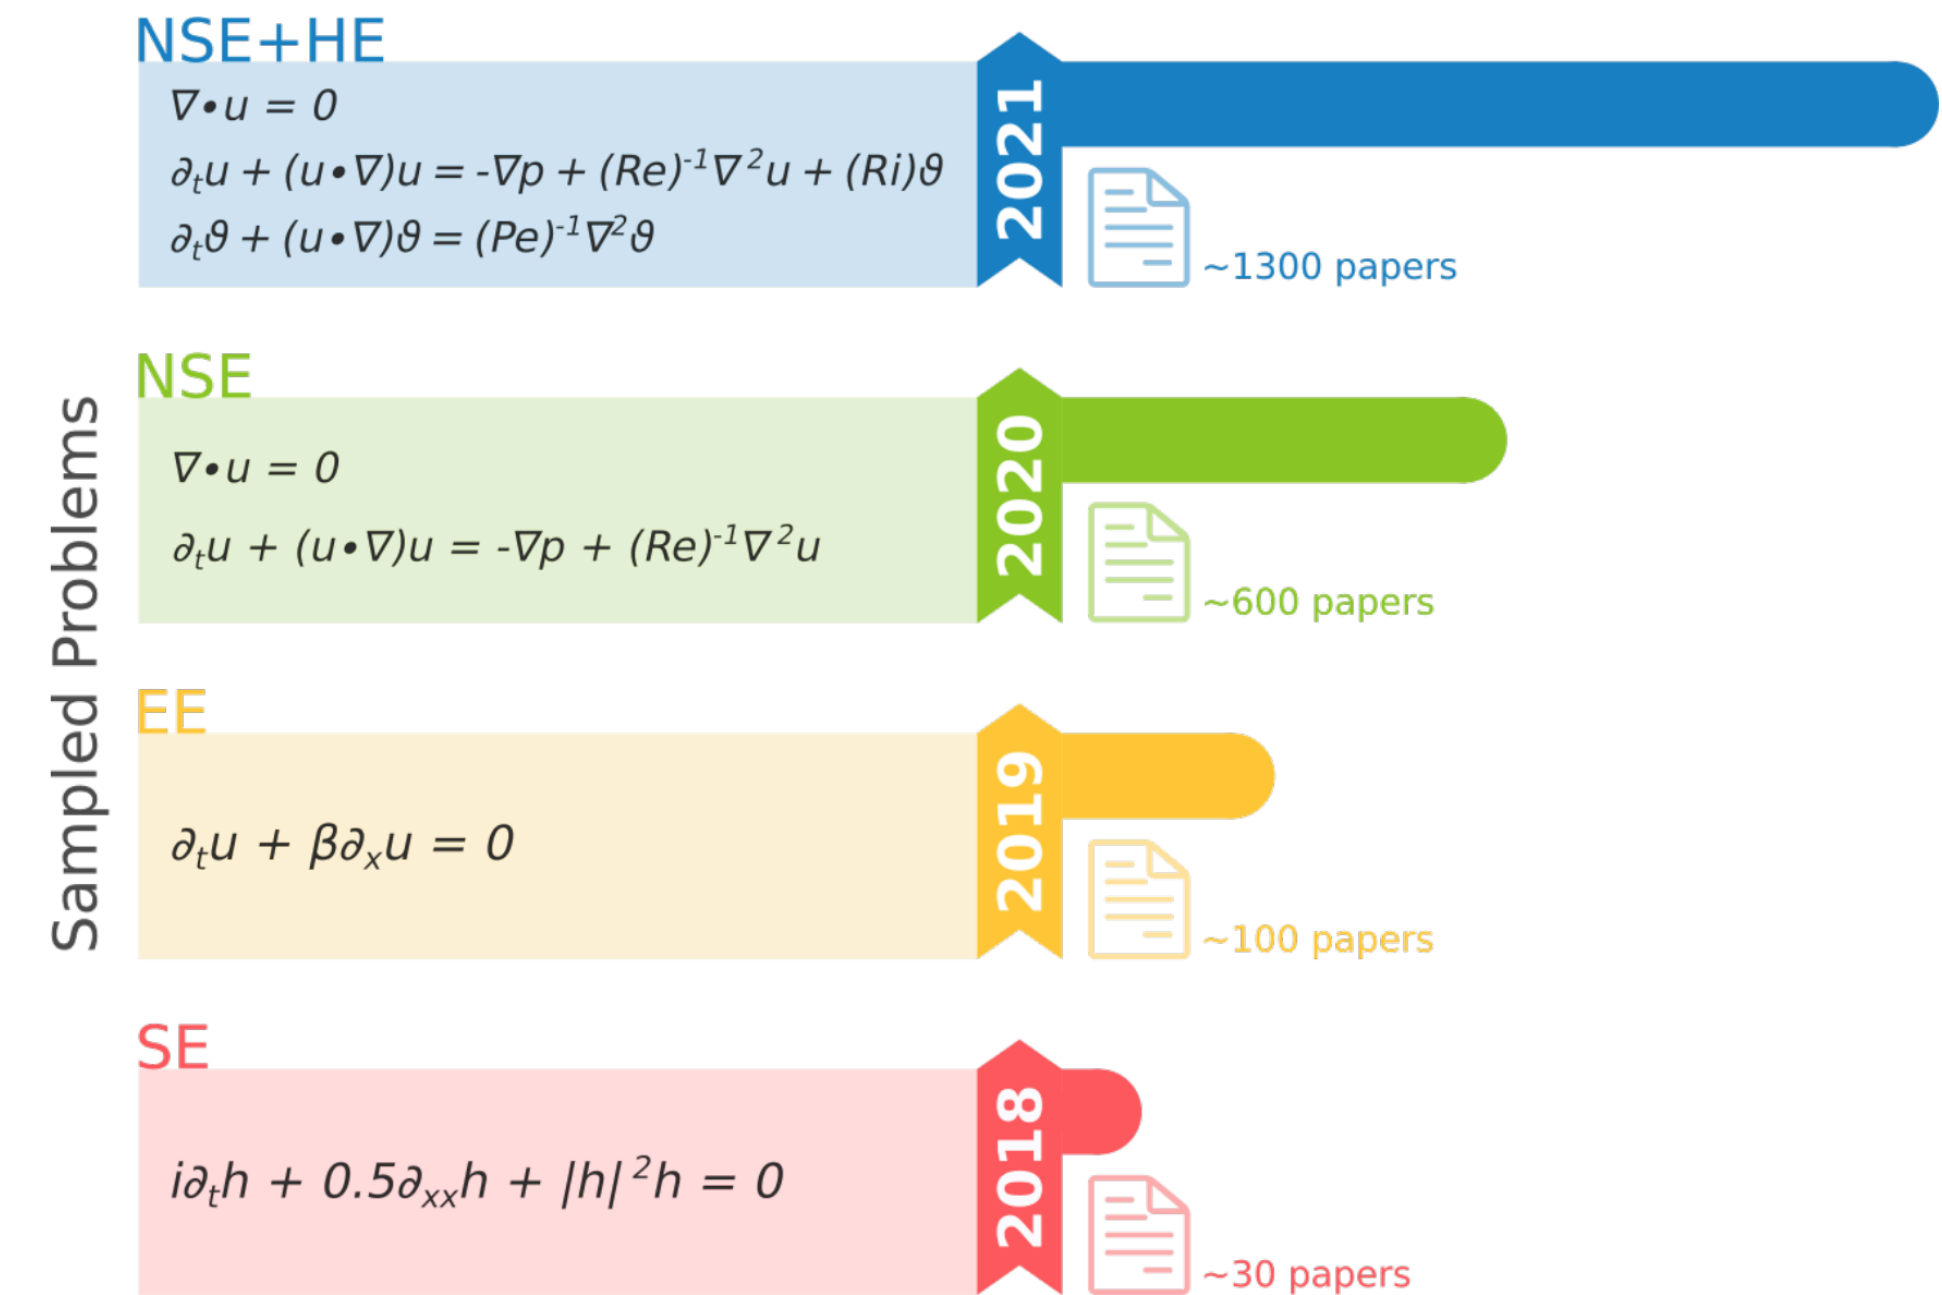 Sampled Problems
NSE+HE
∇•u = 0
∂ₜu + (u•∇)u = -∇p + (Re)⁻¹∇²u + (Ri)ϑ
∂ₜϑ + (u•∇)ϑ = (Pe)⁻¹∇²ϑ
2021
~1300 papers
NSE
∇•u = 0
∂ₜu + (u•∇)u = -∇p + (Re)⁻¹∇²u
2020
~600 papers
EE
∂ₜu + β∂ₓu = 0
2019
~100 papers
SE
i∂ₜh + 0.5∂ₓₓh + |h|²h = 0
2018
~30 papers